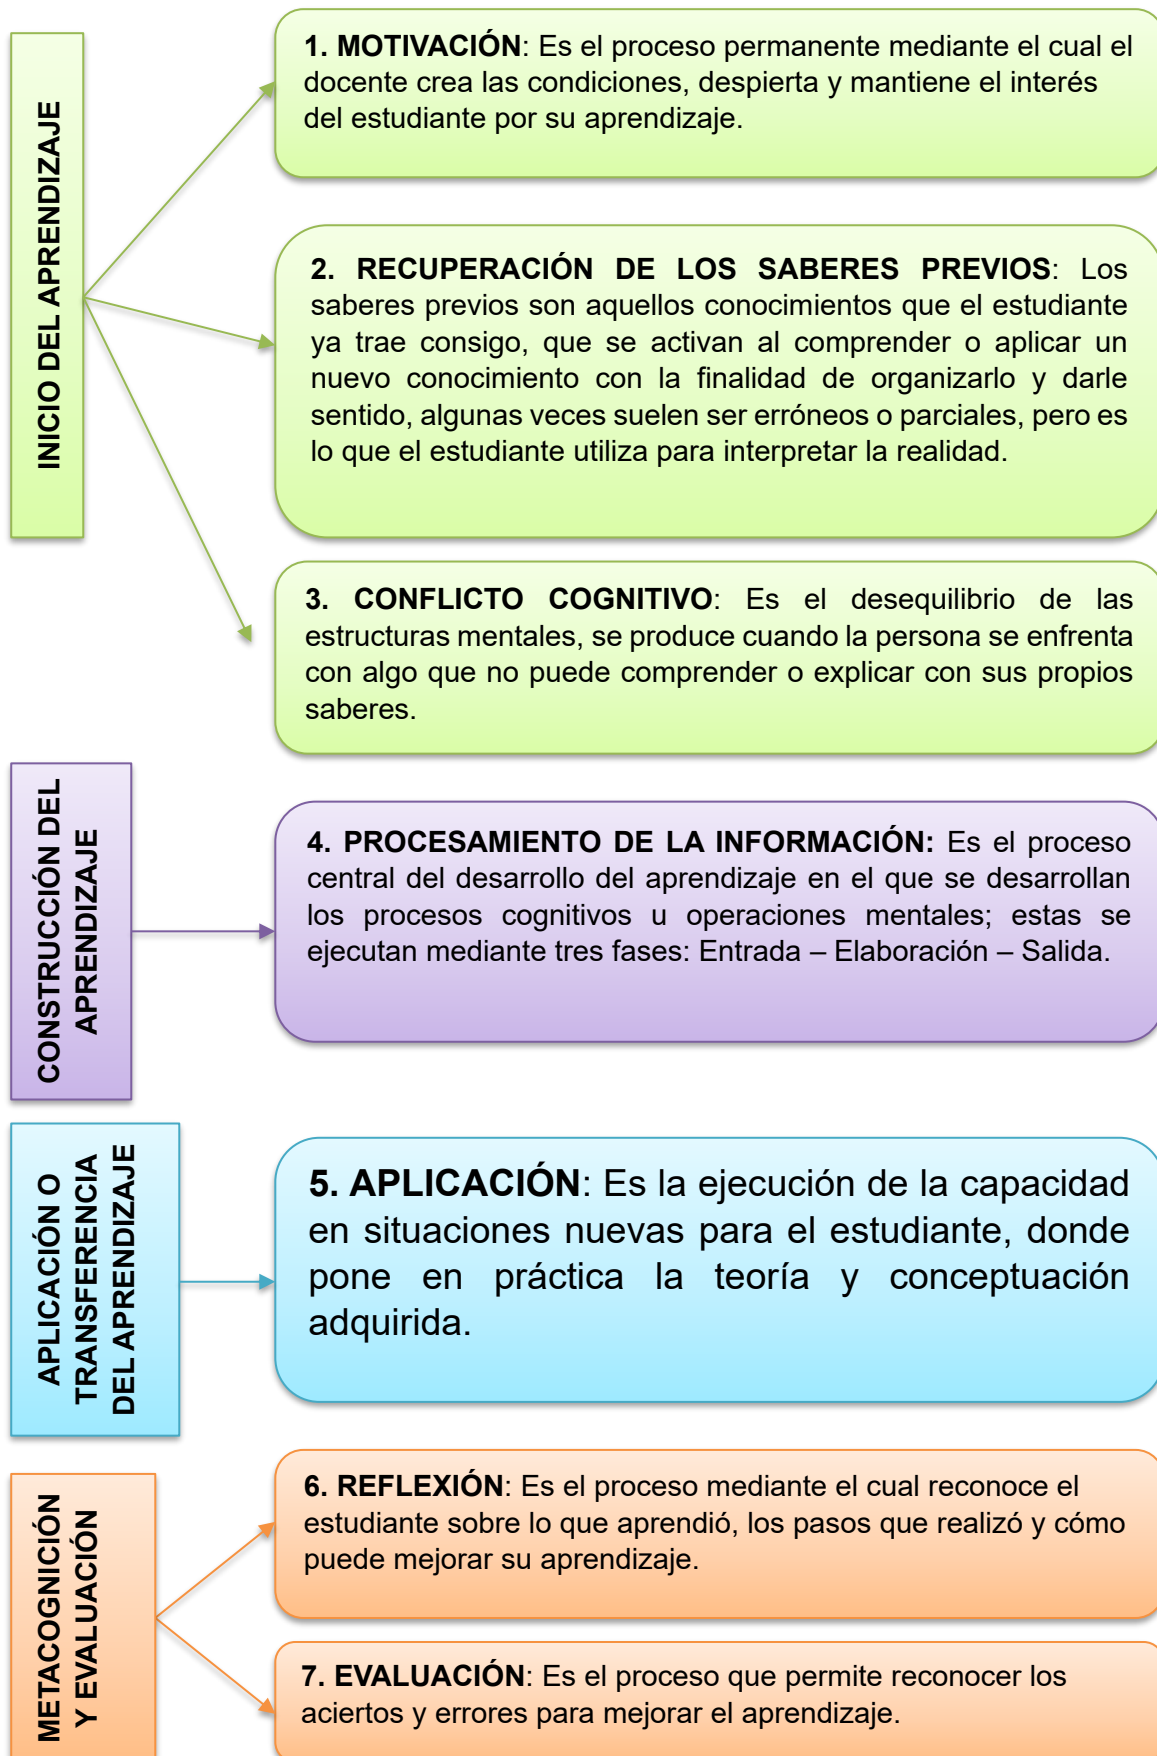 INICIO DEL APRENDIZAJE
1. MOTIVACIÓN: Es el proceso permanente mediante el cual el
docente crea las condiciones, despierta y mantiene el interés
del estudiante por su aprendizaje.
2. RECUPERACIÓN DE LOS SABERES PREVIOS: Los
saberes previos son aquellos conocimientos que el estudiante
ya trae consigo, que se activan al comprender o aplicar un
nuevo conocimiento con la finalidad de organizarlo y darle
sentido, algunas veces suelen ser erróneos o parciales, pero es
lo que el estudiante utiliza para interpretar la realidad.
3. CONFLICTO COGNITIVO: Es el desequilibrio de las
estructuras mentales, se produce cuando la persona se enfrenta
con algo que no puede comprender o explicar con sus propios
saberes.
CONSTRUCCIÓN DEL
APRENDIZAJE
4. PROCESAMIENTO DE LA INFORMACIÓN: Es el proceso
central del desarrollo del aprendizaje en el que se desarrollan
los procesos cognitivos u operaciones mentales; estas se
ejecutan mediante tres fases: Entrada – Elaboración – Salida.
APLICACIÓN O
TRANSFERENCIA
DEL APRENDIZAJE
5. APLICACIÓN: Es la ejecución de la capacidad
en situaciones nuevas para el estudiante, donde
pone en práctica la teoría y conceptuación
adquirida.
METACOGNICIÓN
Y EVALUACIÓN
6. REFLEXIÓN: Es el proceso mediante el cual reconoce el
estudiante sobre lo que aprendió, los pasos que realizó y cómo
puede mejorar su aprendizaje.
7. EVALUACIÓN: Es el proceso que permite reconocer los
aciertos y errores para mejorar el aprendizaje.